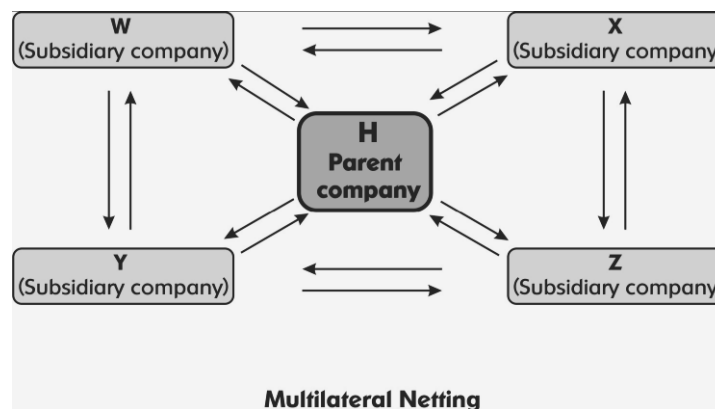 W
(Subsidiary company)
X
(Subsidiary company)
H
Parent
company
Y
(Subsidiary company)
Z
(Subsidiary company
Multilateral Netting